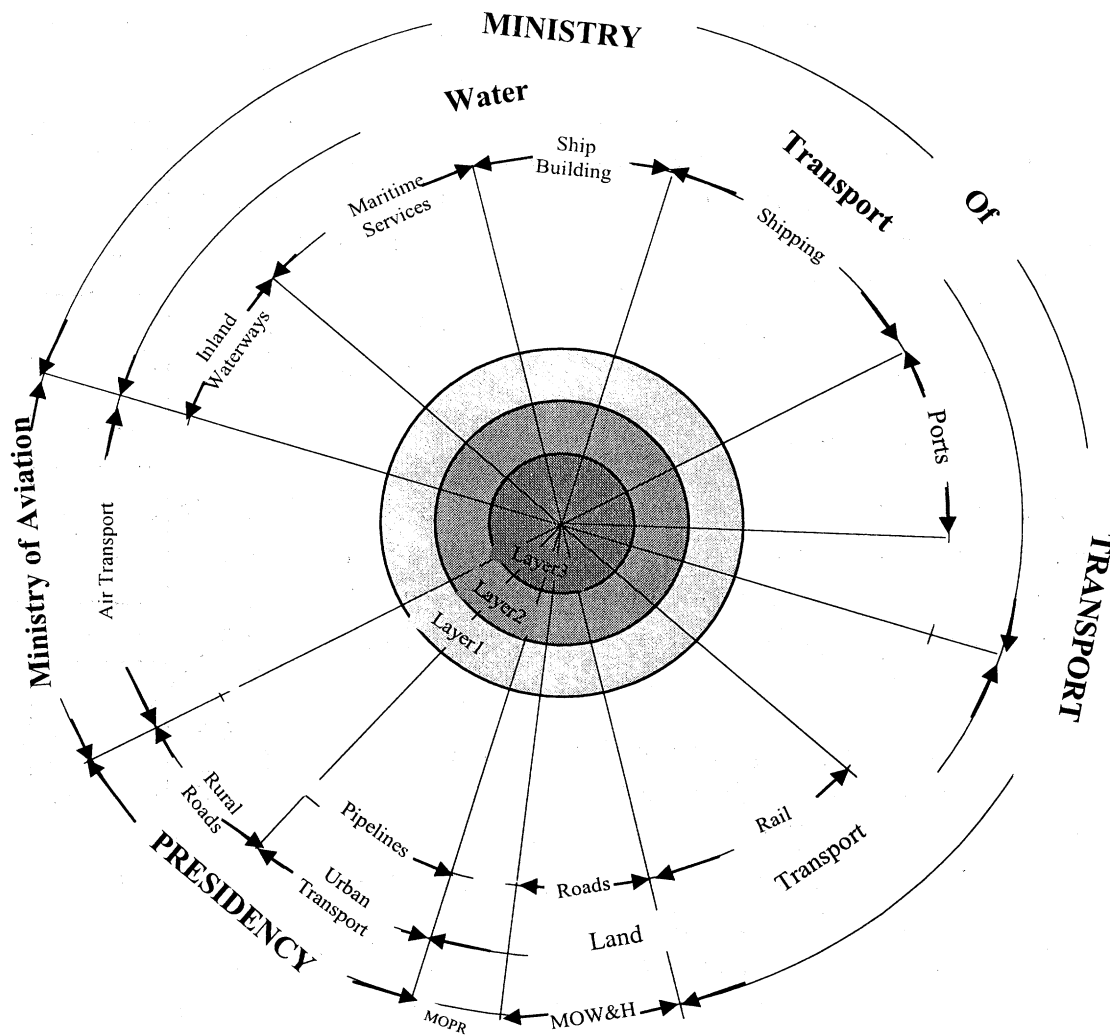 MINISTRY
Water
Ship
Building
Maritime
Services
Transport
Of
Shipping
Inland
Waterways
Ports
Ministry of Aviation
Air Transport
Layer3
Layer2
Layer1
TRANSPORT
Rural
Roads
Pipelines
Rail
Transport
PRESIDENCY
Urban
Transport
Roads
Land
MOPR
MOW&H